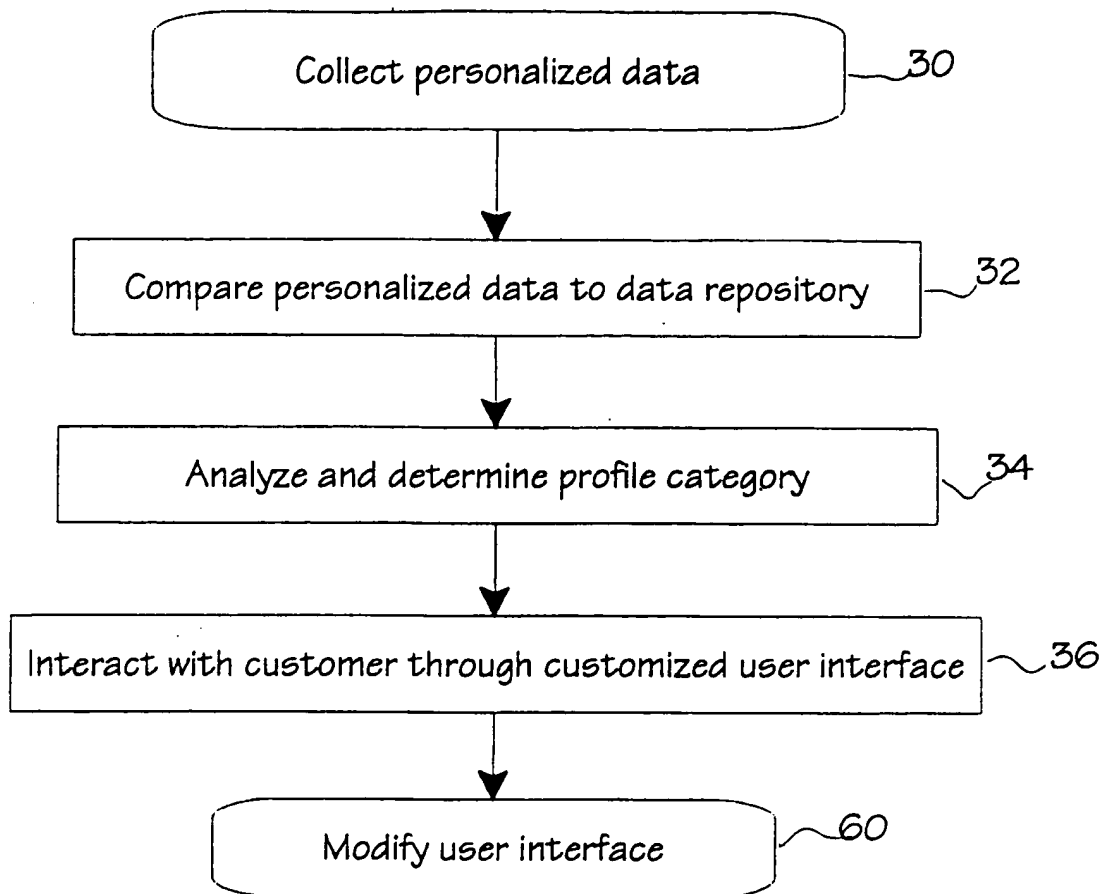 Collect personalized data 30
Compare personalized data to data repository 32
Analyze and determine profile category 34
Interact with customer through customized user interface 36
Modify user interface 60